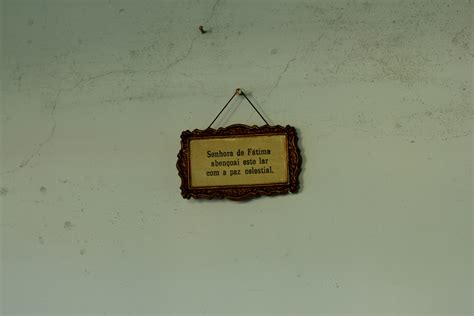 Senhora de Fátima
abençoai este lar
com a paz celestial.